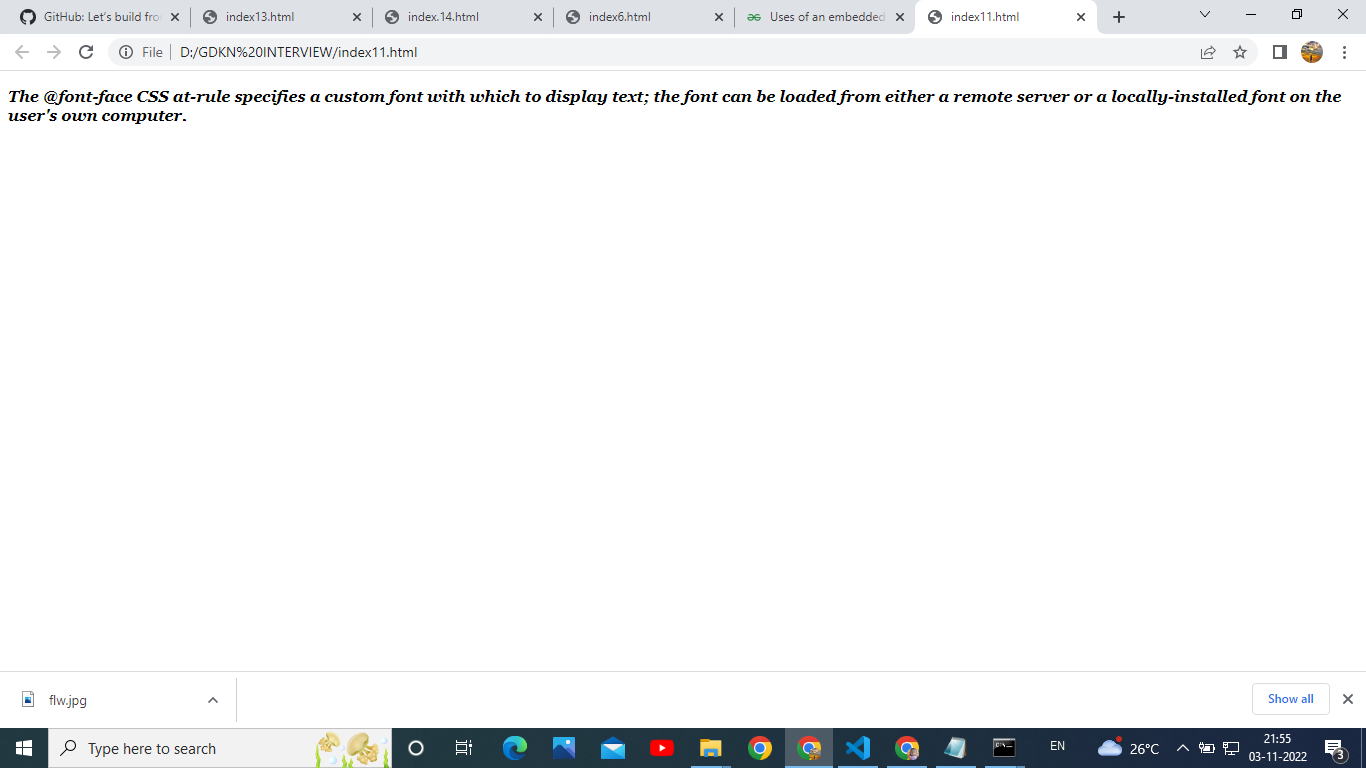 GitHub: Let's build fro
index13.html
index.14.html
index6.html
Uses of an embedded
index11.html
File
D:/GDKN%20INTERVIEW/index11.html
The @font-face CSS at-rule specifies a custom font with which to display text; the font can be loaded from either a remote server or a locally-installed font on the
user's own computer.
flw.jpg
Show all
Type here to search
EN
26°C
21:55
03-11-2022
3